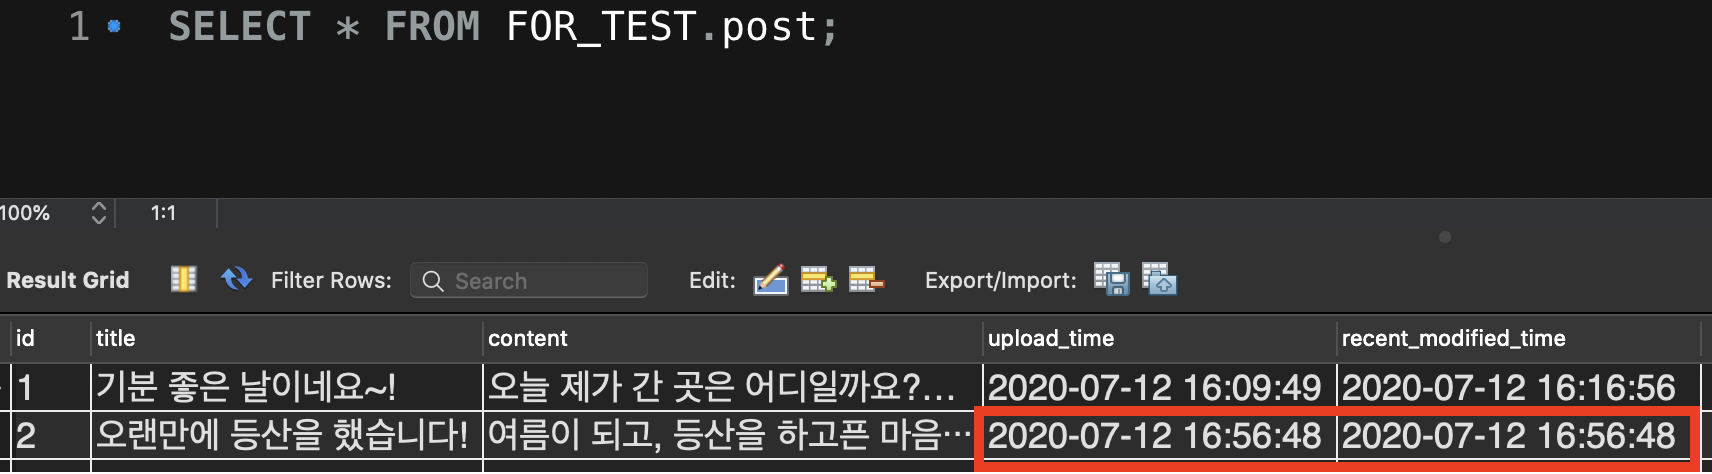 1 SELECT * FROM FOR_TEST.post;
100% 1:1
Result Grid Filter Rows: Search Edit: Export/Import:
id title content upload_time recent_modified_time
1 기분 좋은 날이네요~! 오늘 제가 간 곳은 어디일까요?... 2020-07-12 16:09:49 2020-07-12 16:16:56
2 오랜만에 등산을 했습니다! 여름이 되고, 등산을 하고픈 마음… 2020-07-12 16:56:48 2020-07-12 16:56:48